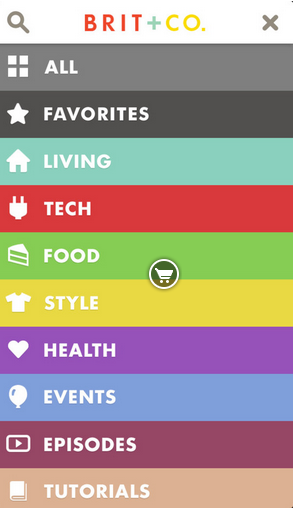 BRIT+CO.
ALL
FAVORITES
LIVING
TECH
FOOD
STYLE
HEALTH
EVENTS
EPISODES
TUTORIALS